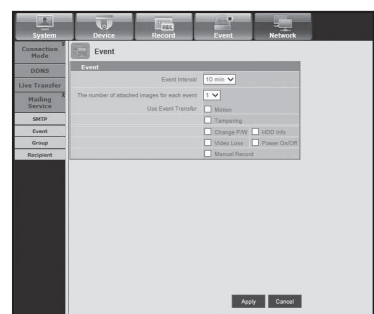 System Device Record Event Network
Connection Mode
DDNS
Live Transfer
Mailing Service
SMTP
Event
Group
Recipient
Event
Event
Event Interval 10 min
The number of attached images for each event 1
Use Event Transfer Motion
Tampering
Change P/W HDD Info
Video Loss Power On/Off
Manual Record
Apply Cancel